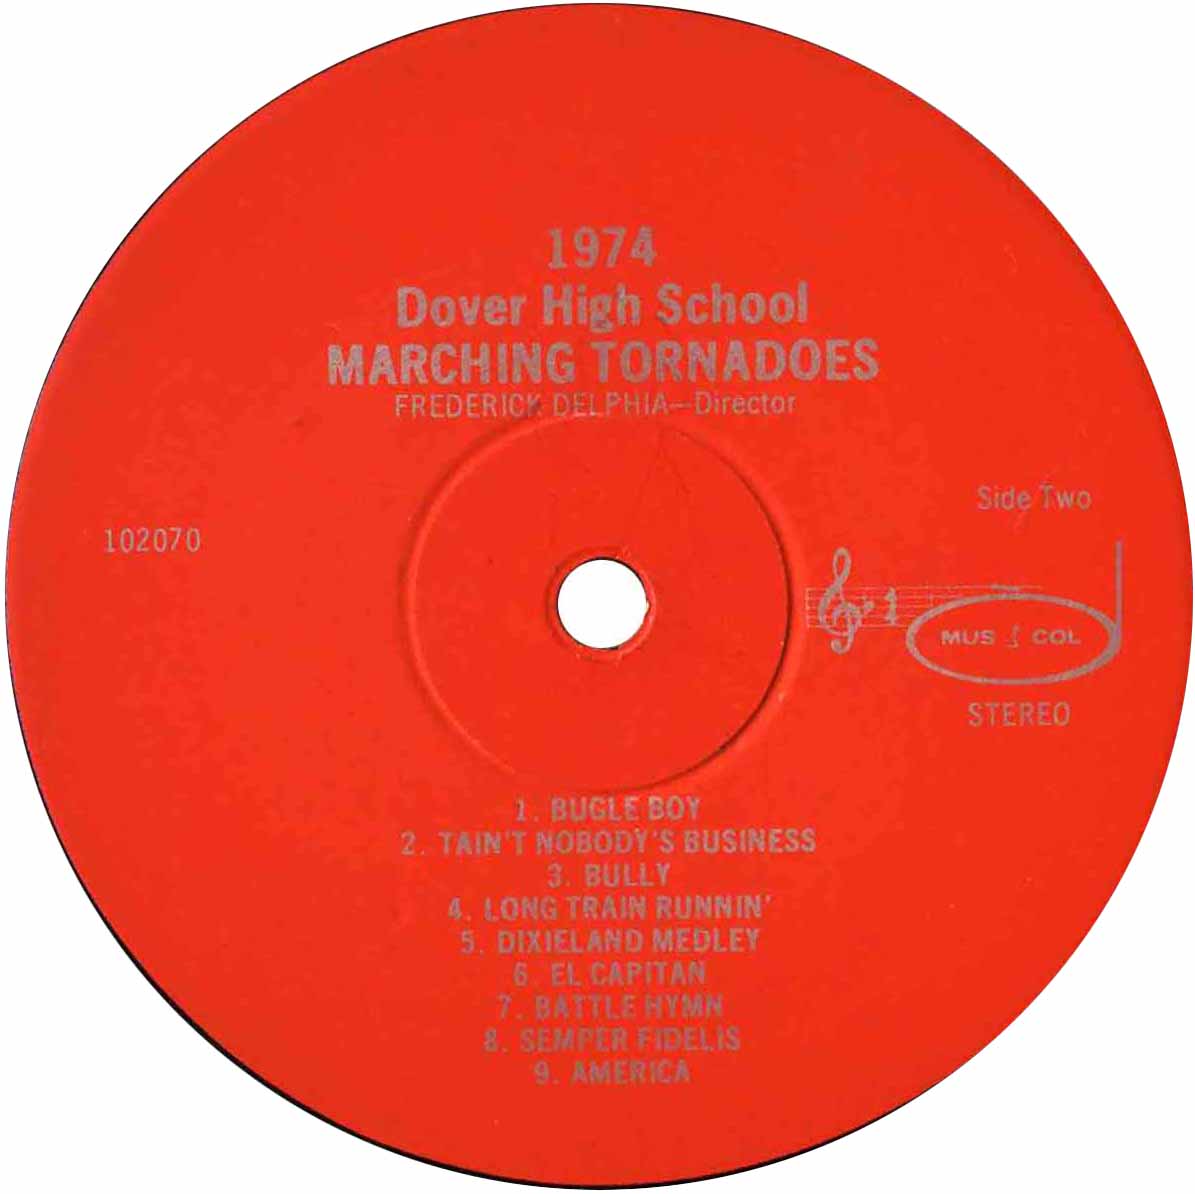 1974
Dover High School
MARCHING TORNADOES
FREDERICK DELPHIA—Director
Side Two
102070
MUS COL
STEREO
1. BUGLE BOY
2. TAIN'T NOBODY'S BUSINESS
3. BULLY
4. LONG TRAIN RUNNIN'
5. DIXIELAND MEDLEY
6. EL CAPITAN
7. BATTLE HYMN
8. SEMPER FIDELIS
9. AMERICA